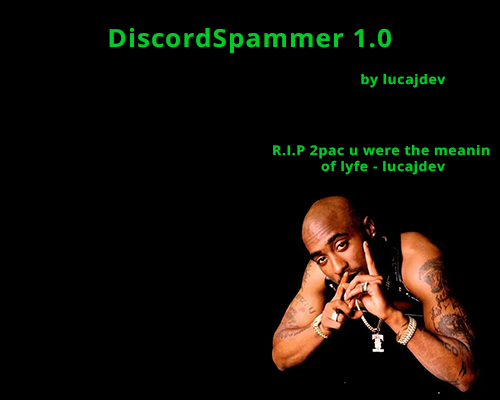 DiscordSpammer 1.0
by lucajdev
R.I.P 2pac u were the meanin
of lyfe - lucajdev